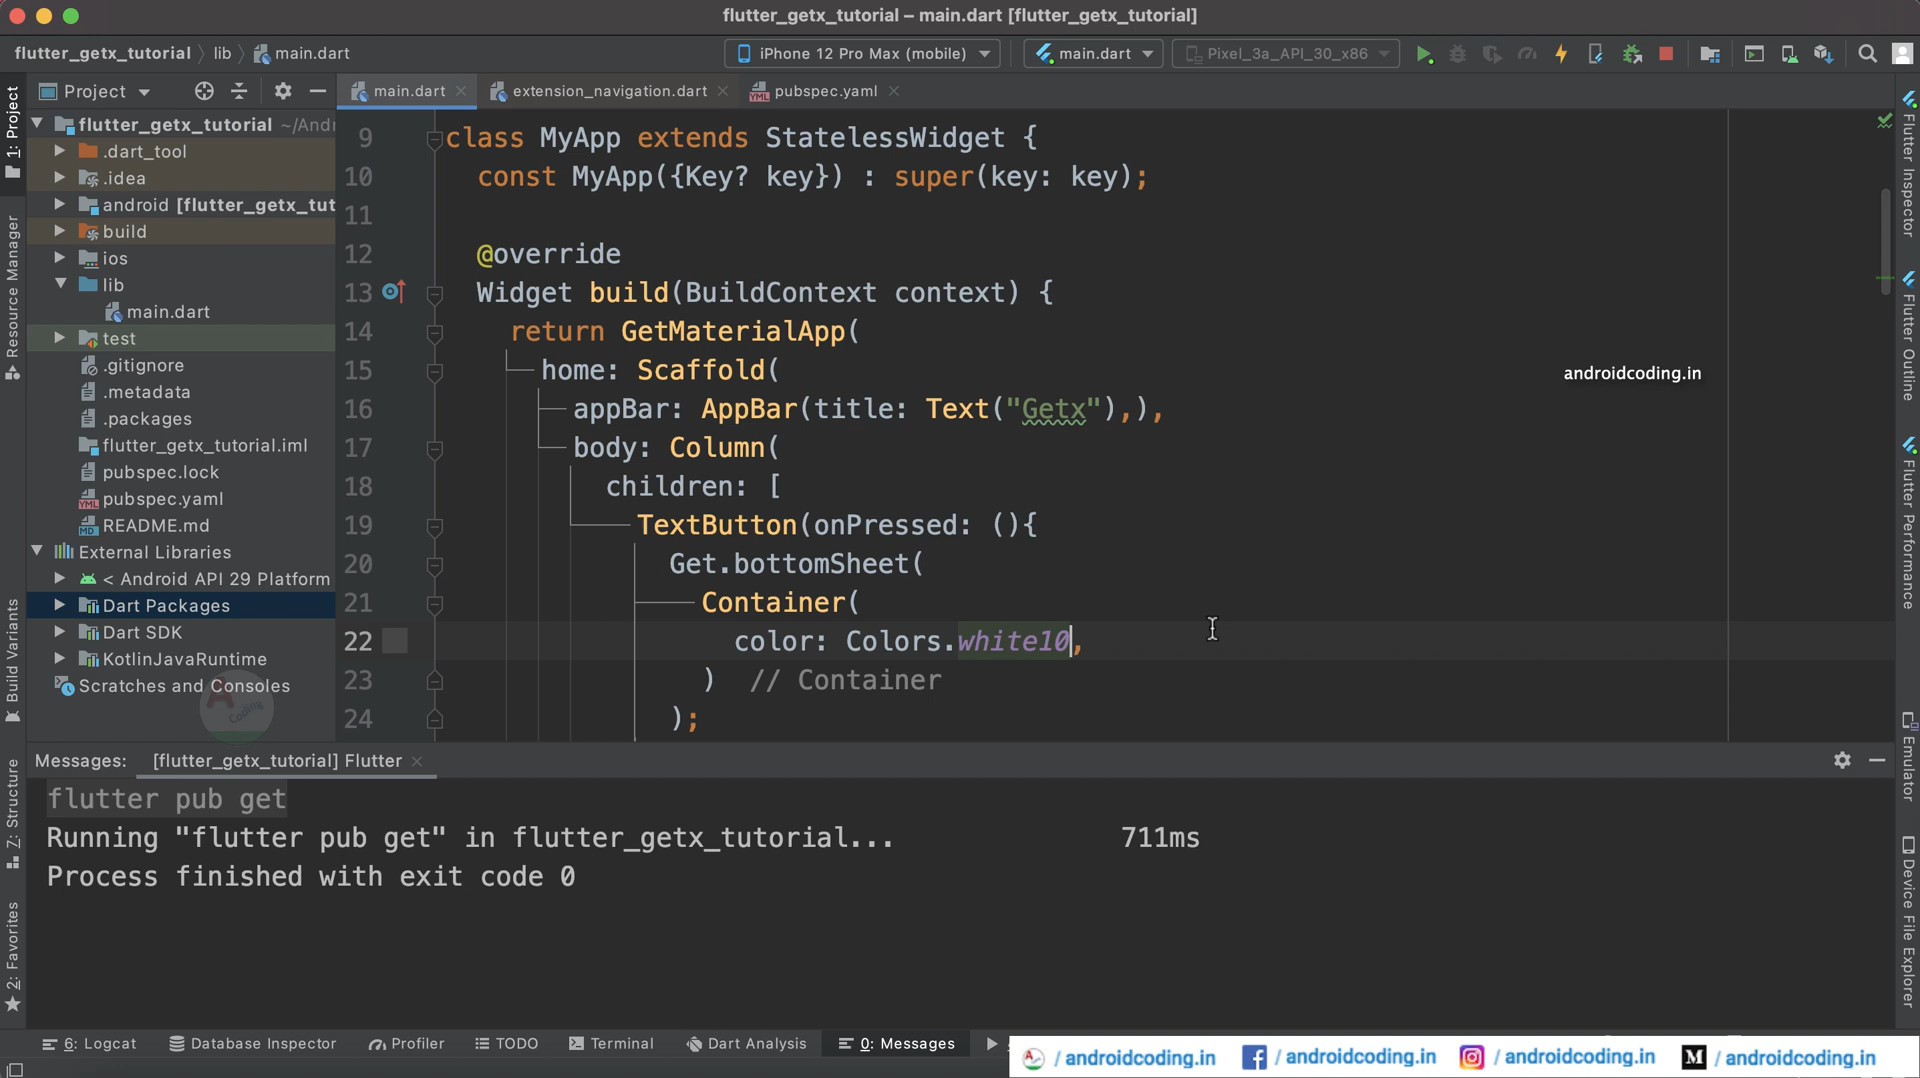 flutter_getx_tutorial – main.dart [flutter_getx_tutorial]
flutter_getx_tutorial 〉 lib 〉 main.dart
iPhone 12 Pro Max (mobile)
main.dart
Pixel_3a_API_30_x86
Project
main.dart
extension_navigation.dart
pubspec.yaml
1: Project
Resource Manager
Build Variants
7: Structure
2: Favorites
flutter_getx_tutorial ~/Andr
.dart_tool
.idea
android [flutter_getx_tut
build
ios
lib
main.dart
test
.gitignore
.metadata
.packages
flutter_getx_tutorial.iml
pubspec.lock
pubspec.yaml
README.md
External Libraries
< Android API 29 Platform
Dart Packages
Dart SDK
KotlinJavaRuntime
Scratches and Consoles
A
Coding
9 class MyApp extends StatelessWidget {
10 const MyApp({Key? key}) : super(key: key);
11
12 @override
13 Widget build(BuildContext context) {
14 return GetMaterialApp(
15 home: Scaffold(
16 appBar: AppBar(title: Text("Getx"),),
17 body: Column(
18 children: [
19 TextButton(onPressed: (){
20 Get.bottomSheet(
21 Container(
22 color: Colors.white10,
23 ) // Container
24 );
androidcoding.in
Flutter Inspector
Flutter Outline
Flutter Performance
Emulator
Device File Explorer
Messages: [flutter_getx_tutorial] Flutter
flutter pub get
Running "flutter pub get" in flutter_getx_tutorial... 711ms
Process finished with exit code 0
6: Logcat
Database Inspector
Profiler
TODO
Terminal
Dart Analysis
0: Messages
/ androidcoding.in
/ androidcoding.in
/ androidcoding.in
/ androidcoding.in